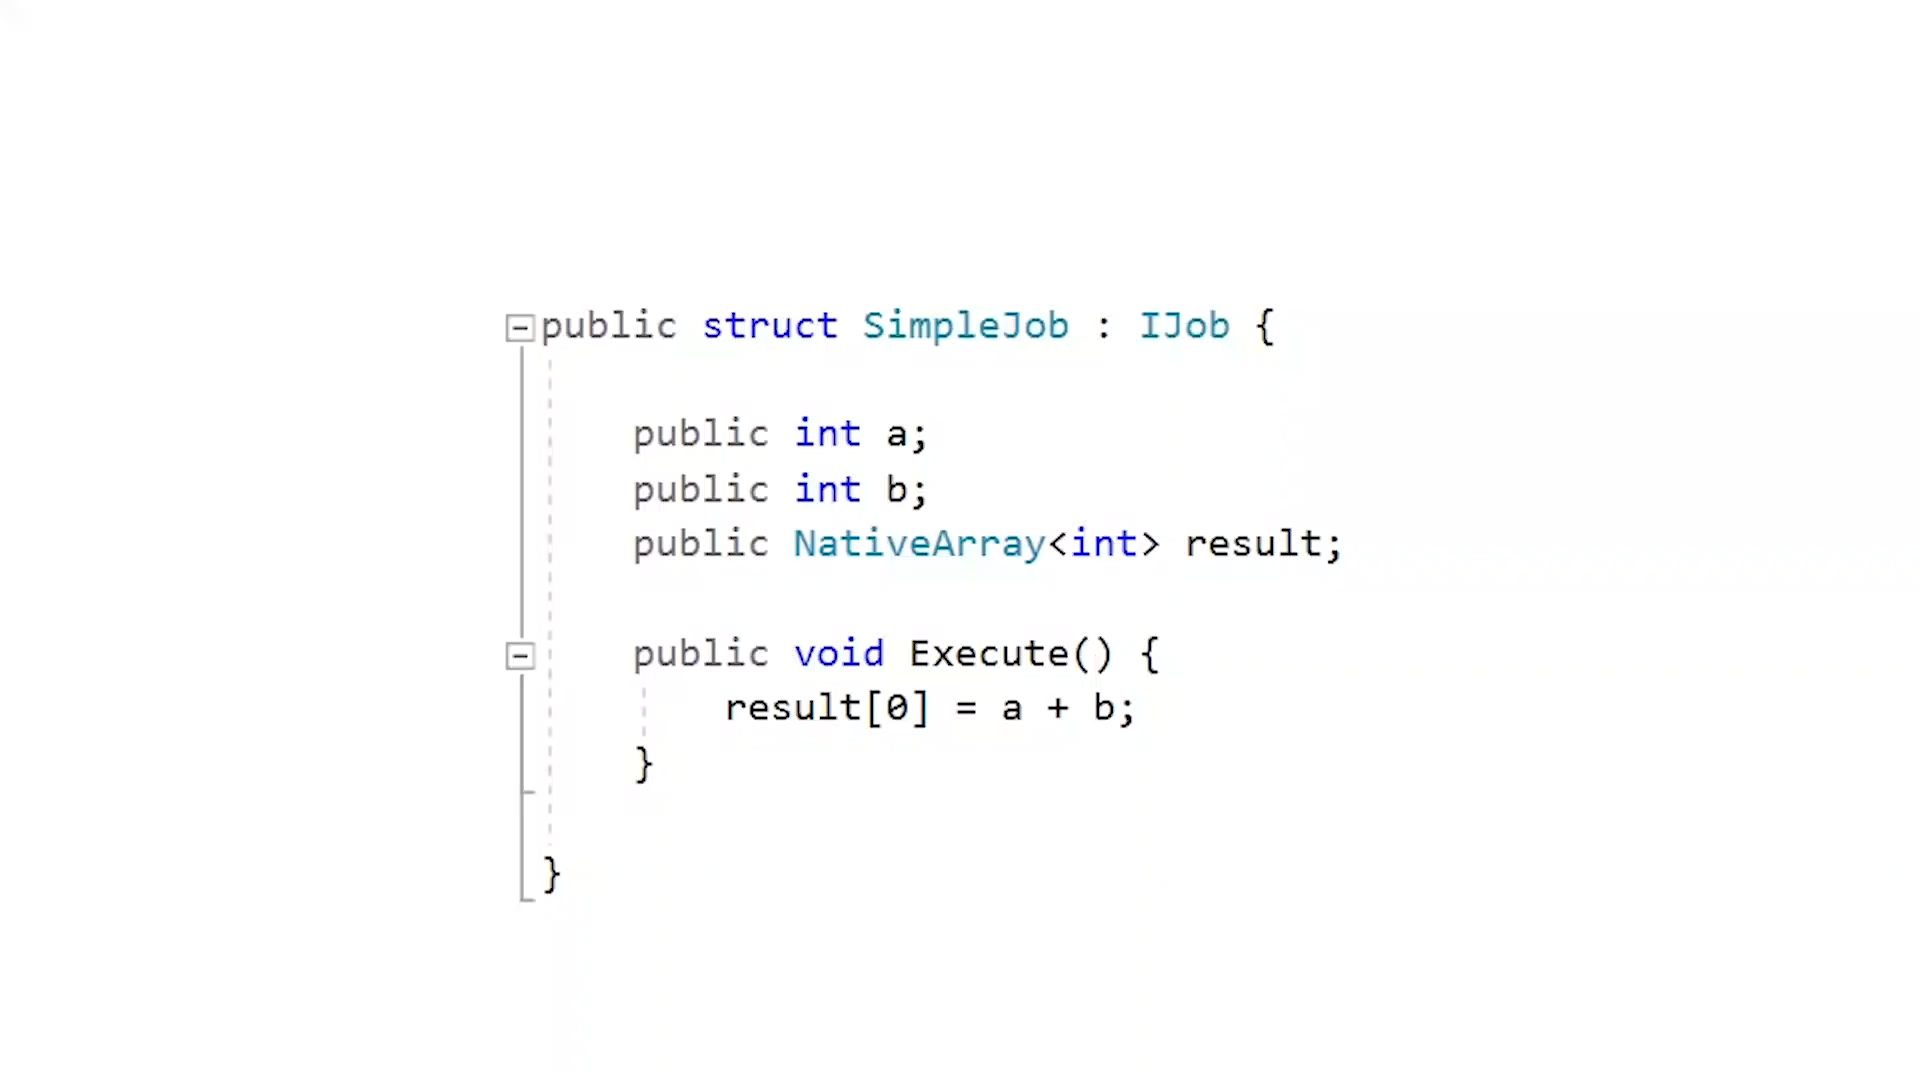 public struct SimpleJob : IJob {
public int a;
public int b;
public NativeArray<int> result;
public void Execute() {
result[0] = a + b;
}
}